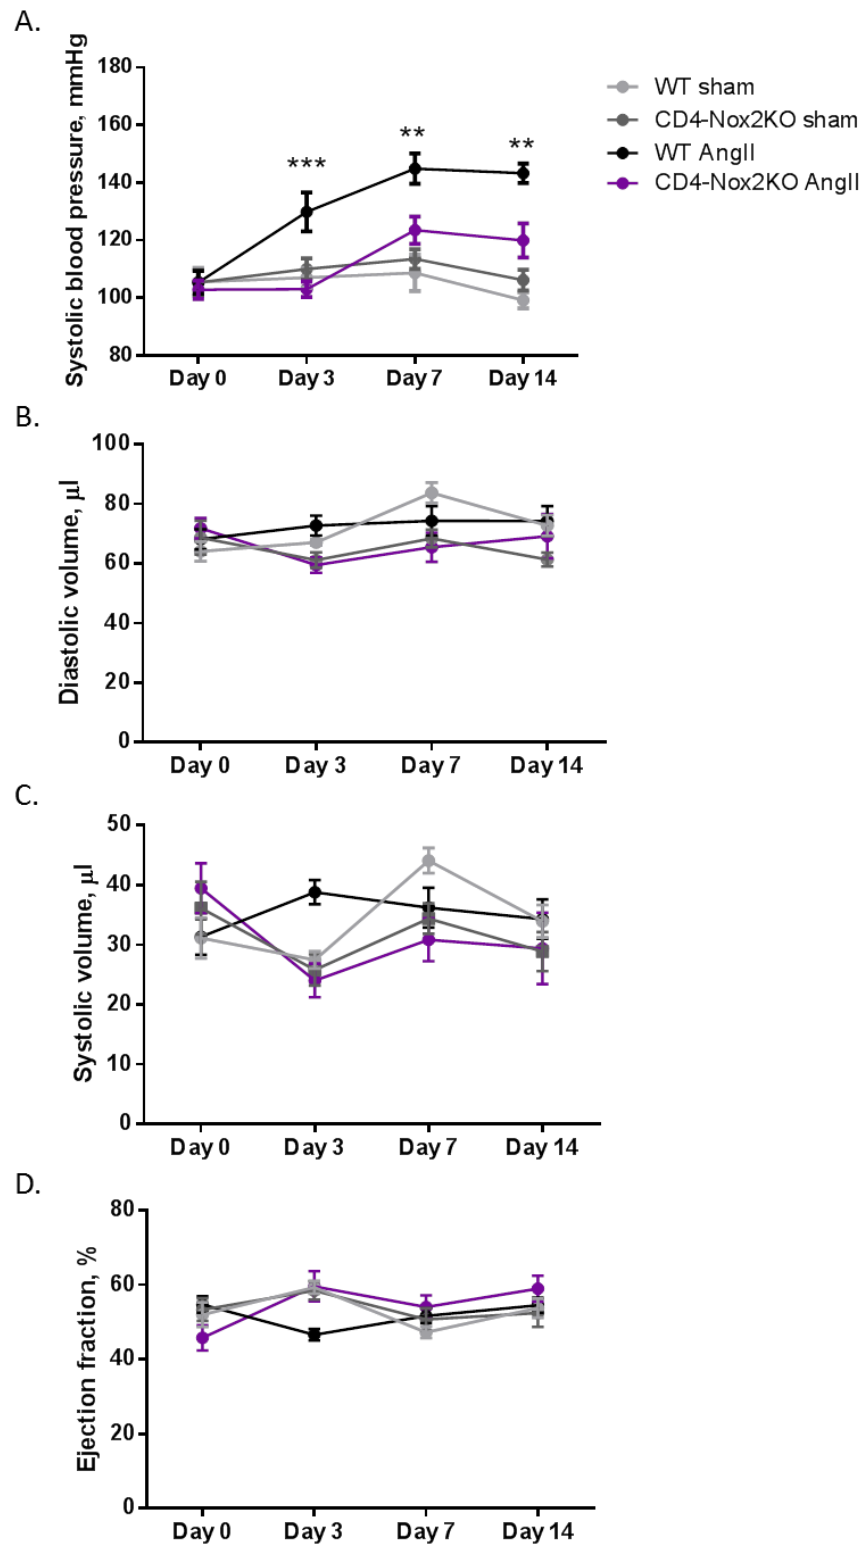 A.
Systolic blood pressure, mmHg
180
160
140
120
100
80
***
**
**
Day 0 Day 3 Day 7 Day 14
WT sham
CD4-Nox2KO sham
WT AngII
CD4-Nox2KO AngII
B.
Diastolic volume, µl
100
80
60
40
20
0
Day 0 Day 3 Day 7 Day 14
C.
Systolic volume, µl
50
40
30
20
10
0
Day 0 Day 3 Day 7 Day 14
D.
Ejection fraction, %
80
60
40
20
0
Day 0 Day 3 Day 7 Day 14